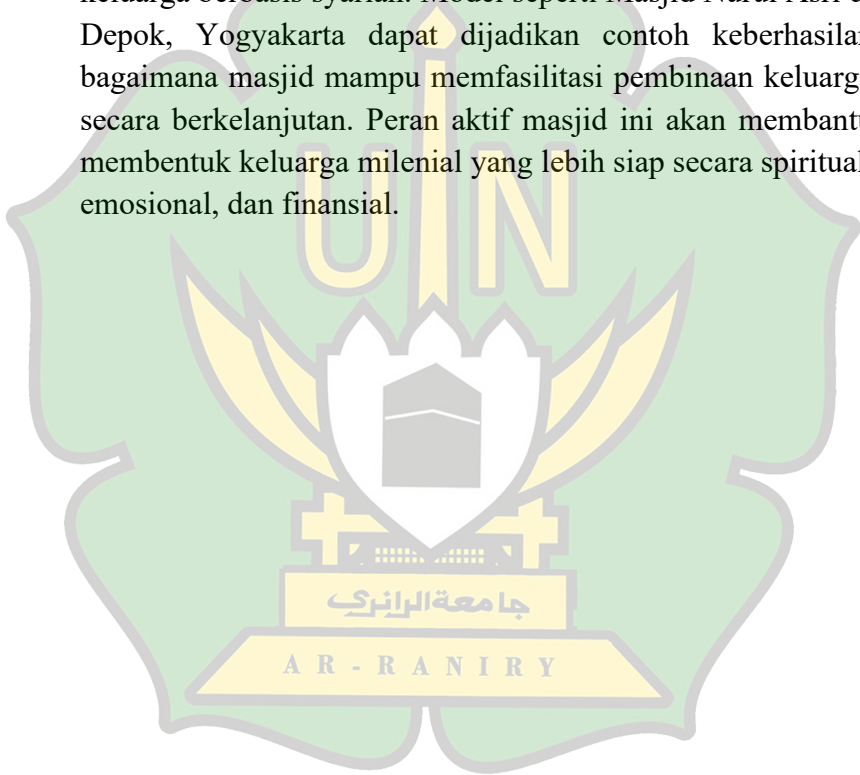 keluarga berbasis syariah. Model seperti Masjid Nurul Asri
Depok, Yogyakarta dapat dijadikan contoh keberhasilan
bagaimana masjid mampu memfasilitasi pembinaan keluarga
secara berkelanjutan. Peran aktif masjid ini akan membantu
membentuk keluarga milenial yang lebih siap secara spiritual
emosional, dan finansial.
UIN
جامعة الرانري
AR-RANIRY